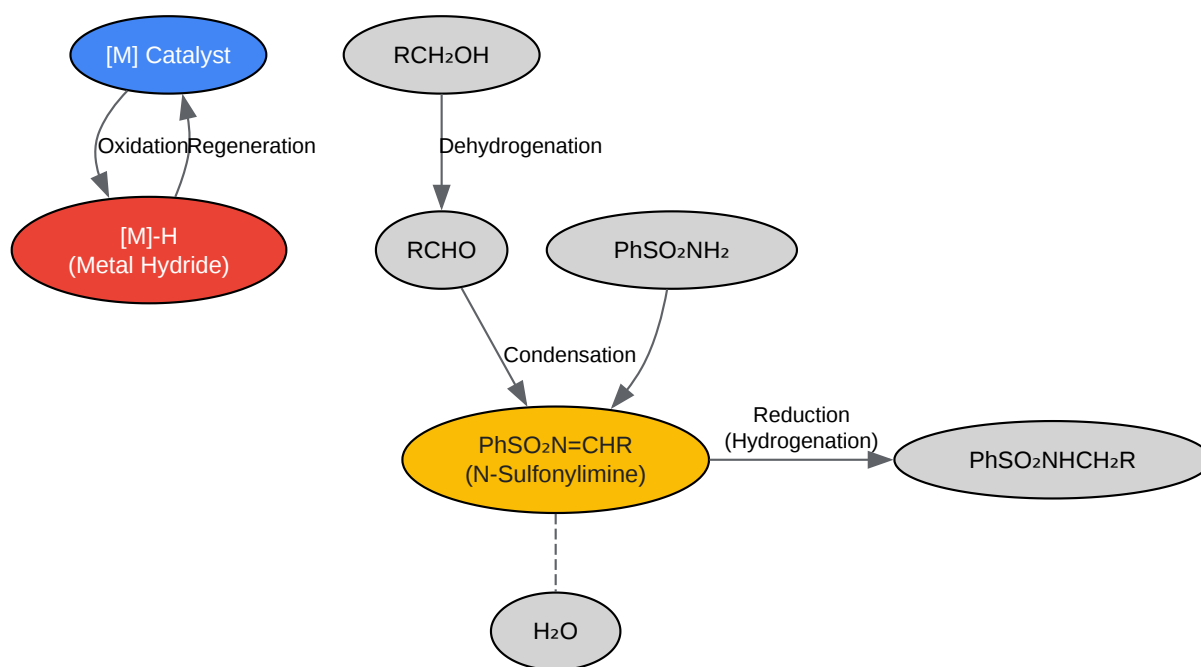 [M] Catalyst
RCH₂OH
Oxidation
Regeneration
Dehydrogenation
[M]-H
(Metal Hydride)
RCHO
PhSO₂NH₂
Condensation
PhSO₂N=CHR
(N-Sulfonylimine)
Reduction
(Hydrogenation)
PhSO₂NHCH₂R
H₂O